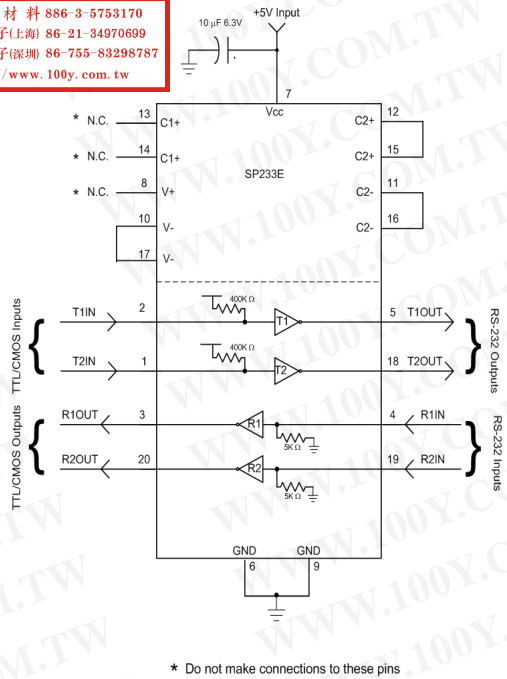 材 料 886-3-5753170
子(上海) 86-21-34970699
子(深圳) 86-755-83298787
//www.100y.com.tw
10 µF 6.3V
+5V Input
7
Vcc
* N.C. 13 C1+
* N.C. 14 C1+
* N.C. 8 V+
10 V-
17 V-
SP233E
C2+ 12
C2+ 15
C2- 11
C2- 16
TTL/CMOS Inputs
T1IN 2 400K Ω T1 5 T1OUT
T2IN 1 400K Ω T2 18 T2OUT
RS-232 Outputs
TTL/CMOS Outputs
R1OUT 3 R1 5K Ω 4 R1IN
R2OUT 20 R2 5K Ω 19 R2IN
RS-232 Inputs
GND GND
6 9
* Do not make connections to these pins
WWW.100Y.COM.TW